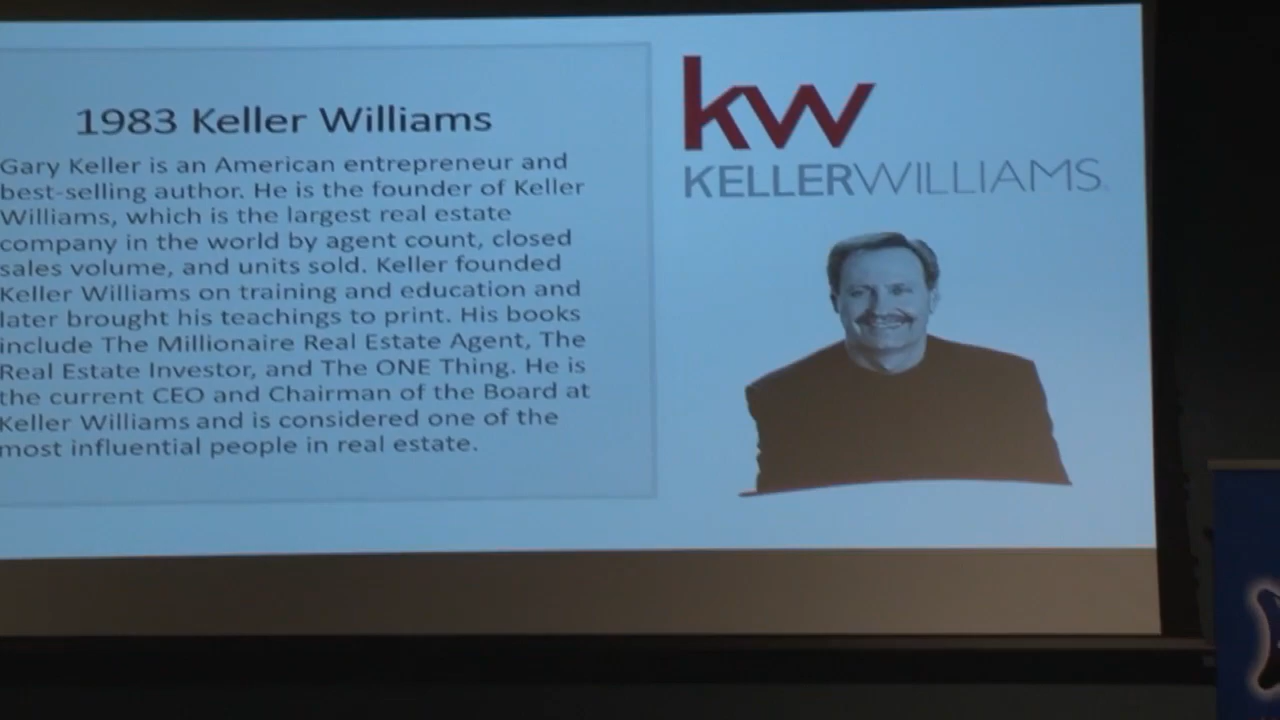 1983 Keller Williams
Gary Keller is an American entrepreneur and
best-selling author. He is the founder of Keller
Williams, which is the largest real estate
company in the world by agent count, closed
sales volume, and units sold. Keller founded
Keller Williams on training and education and
later brought his teachings to print. His books
include The Millionaire Real Estate Agent, The
Real Estate Investor, and The ONE Thing. He is
the current CEO and Chairman of the Board at
Keller Williams and is considered one of the
most influential people in real estate.
kw
KELLERWILLIAMS